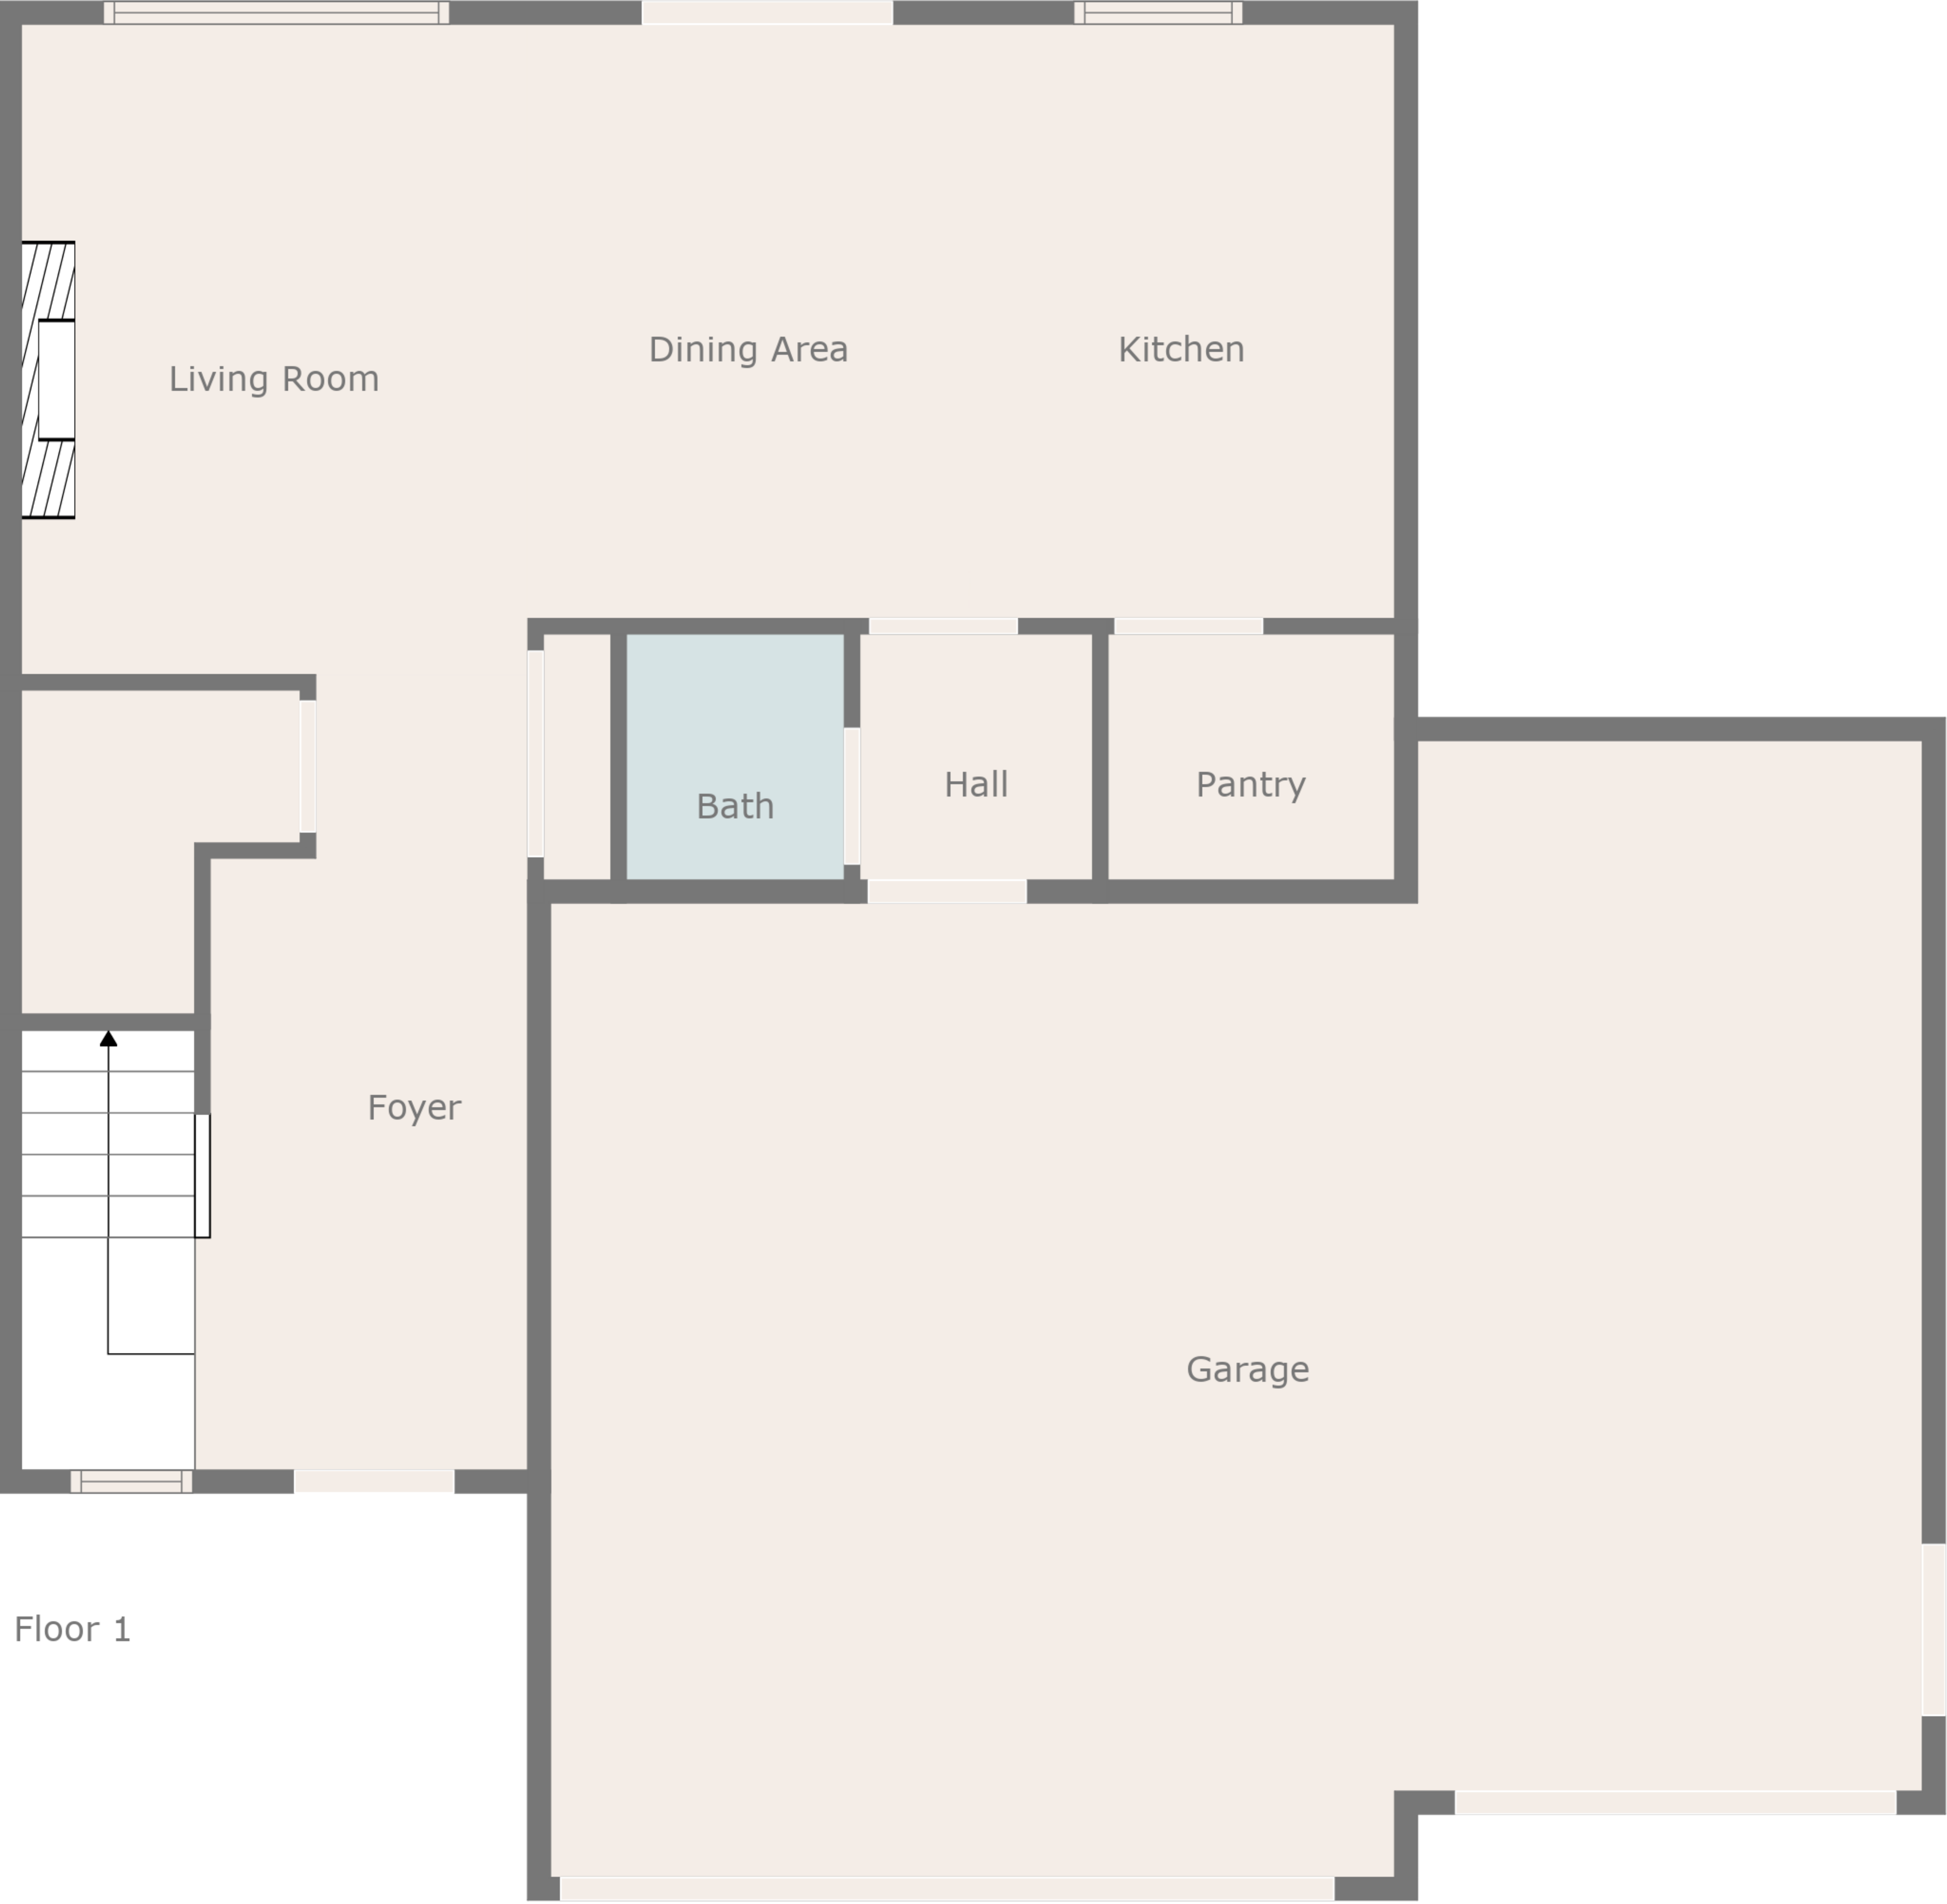 Dining Area
Kitchen
Living Room
Hall
Pantry
Bath
Foyer
Garage
Floor 1